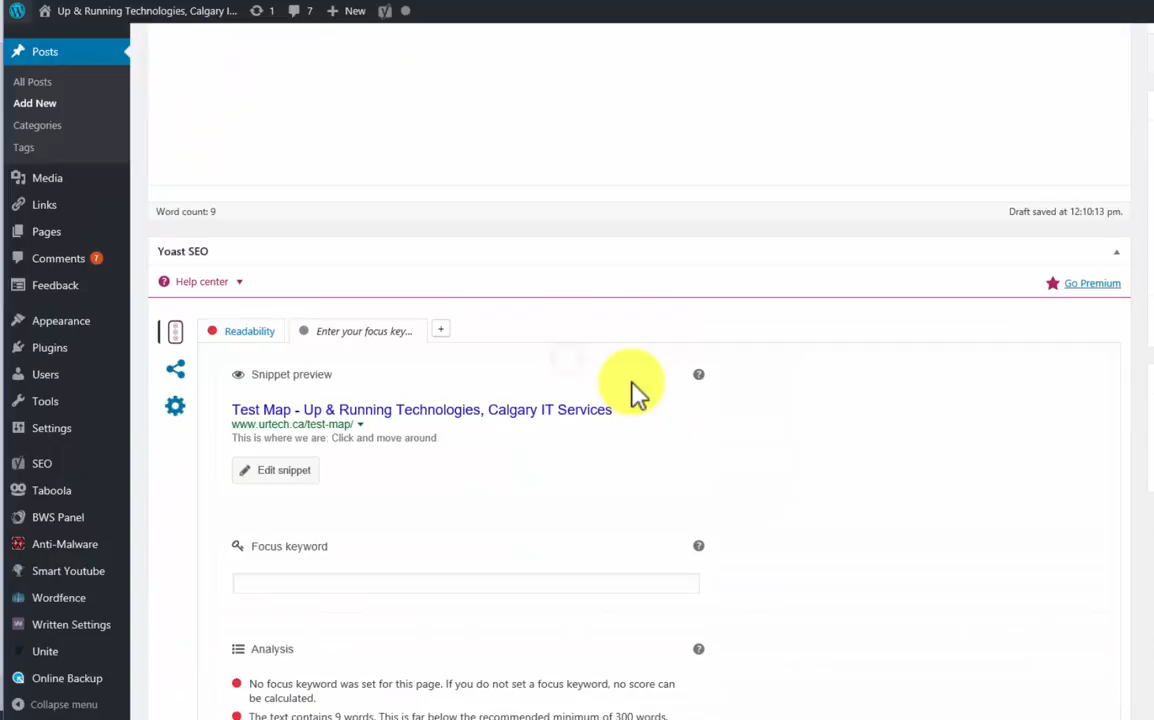 Up & Running Technologies, Calgary I...
1
7
New
Posts
All Posts
Add New
Categories
Tags
Media
Links
Pages
Comments 7
Feedback
Appearance
Plugins
Users
Tools
Settings
SEO
Taboola
BWS Panel
Anti-Malware
Smart Youtube
Wordfence
Written Settings
Unite
Online Backup
Collapse menu
Word count: 9
Draft saved at 12:10:13 pm.
Yoast SEO
Help center
Go Premium
Readability
Enter your focus key...
+
Snippet preview
Test Map - Up & Running Technologies, Calgary IT Services
www.urtech.ca/test-map/
This is where we are: Click and move around
Edit snippet
Focus keyword
Analysis
No focus keyword was set for this page. If you do not set a focus keyword, no score can
be calculated.
The text contains 9 words. This is far below the recommended minimum of 300 words.